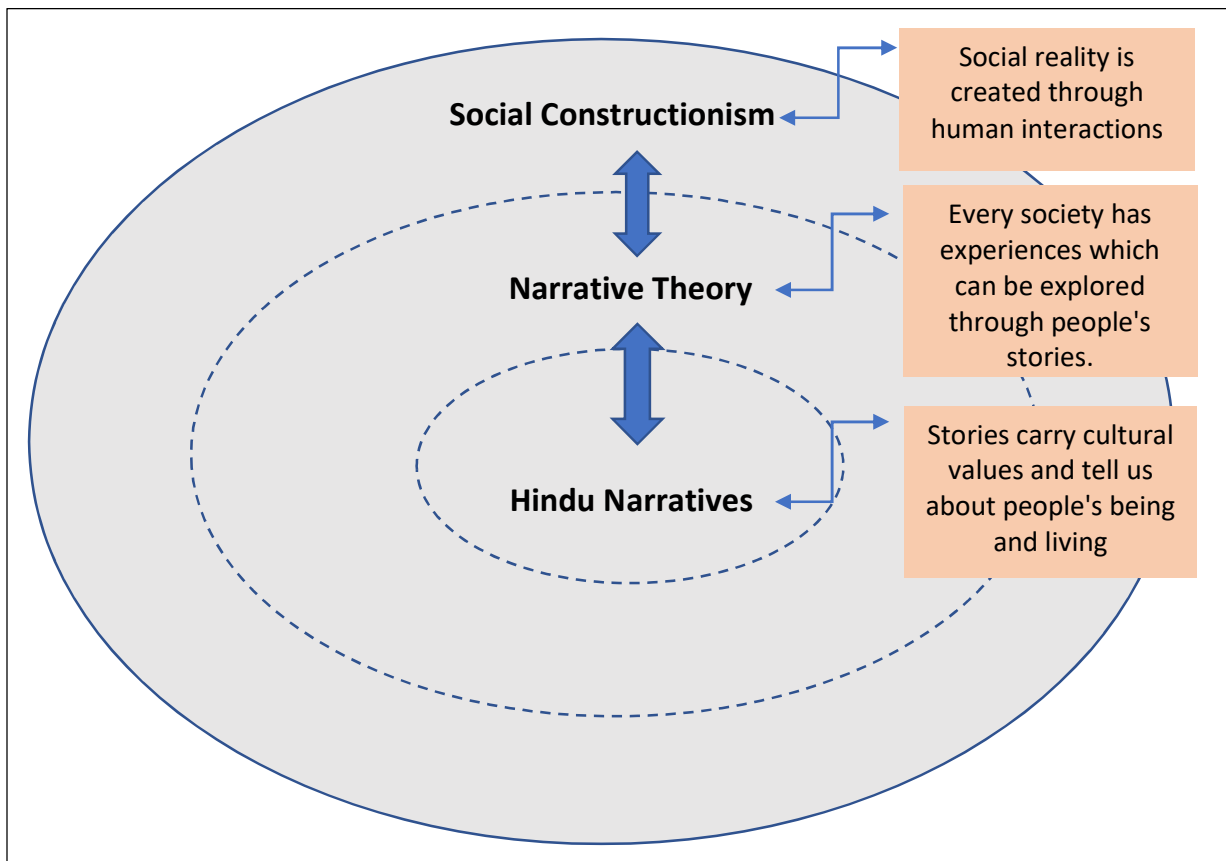 Social Constructionism
Social reality is
created through
human interactions
Narrative Theory
Every society has
experiences which
can be explored
through people's
stories.
Hindu Narratives
Stories carry cultural
values and tell us
about people's being
and living